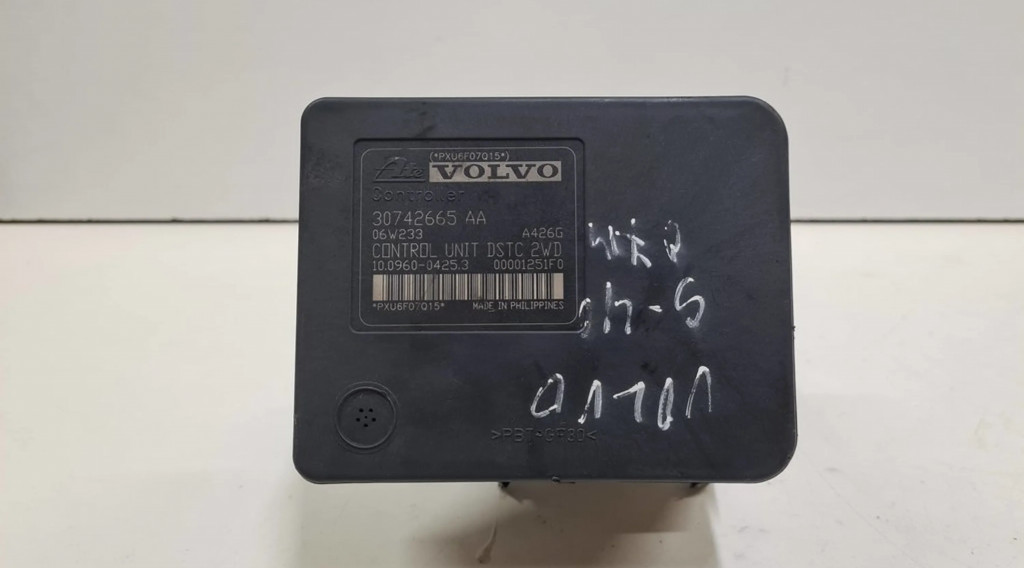 (*PXU6F07Q15*)
Ate VOLVO
Controller
30742665 AA
06W233 A426G
CONTROL UNIT DSTC 2WD
10.0960-0425.3 00001251F0
*PXU6F07Q15* MADE IN PHILIPPINES
VOLVO
>PBT-GF30<